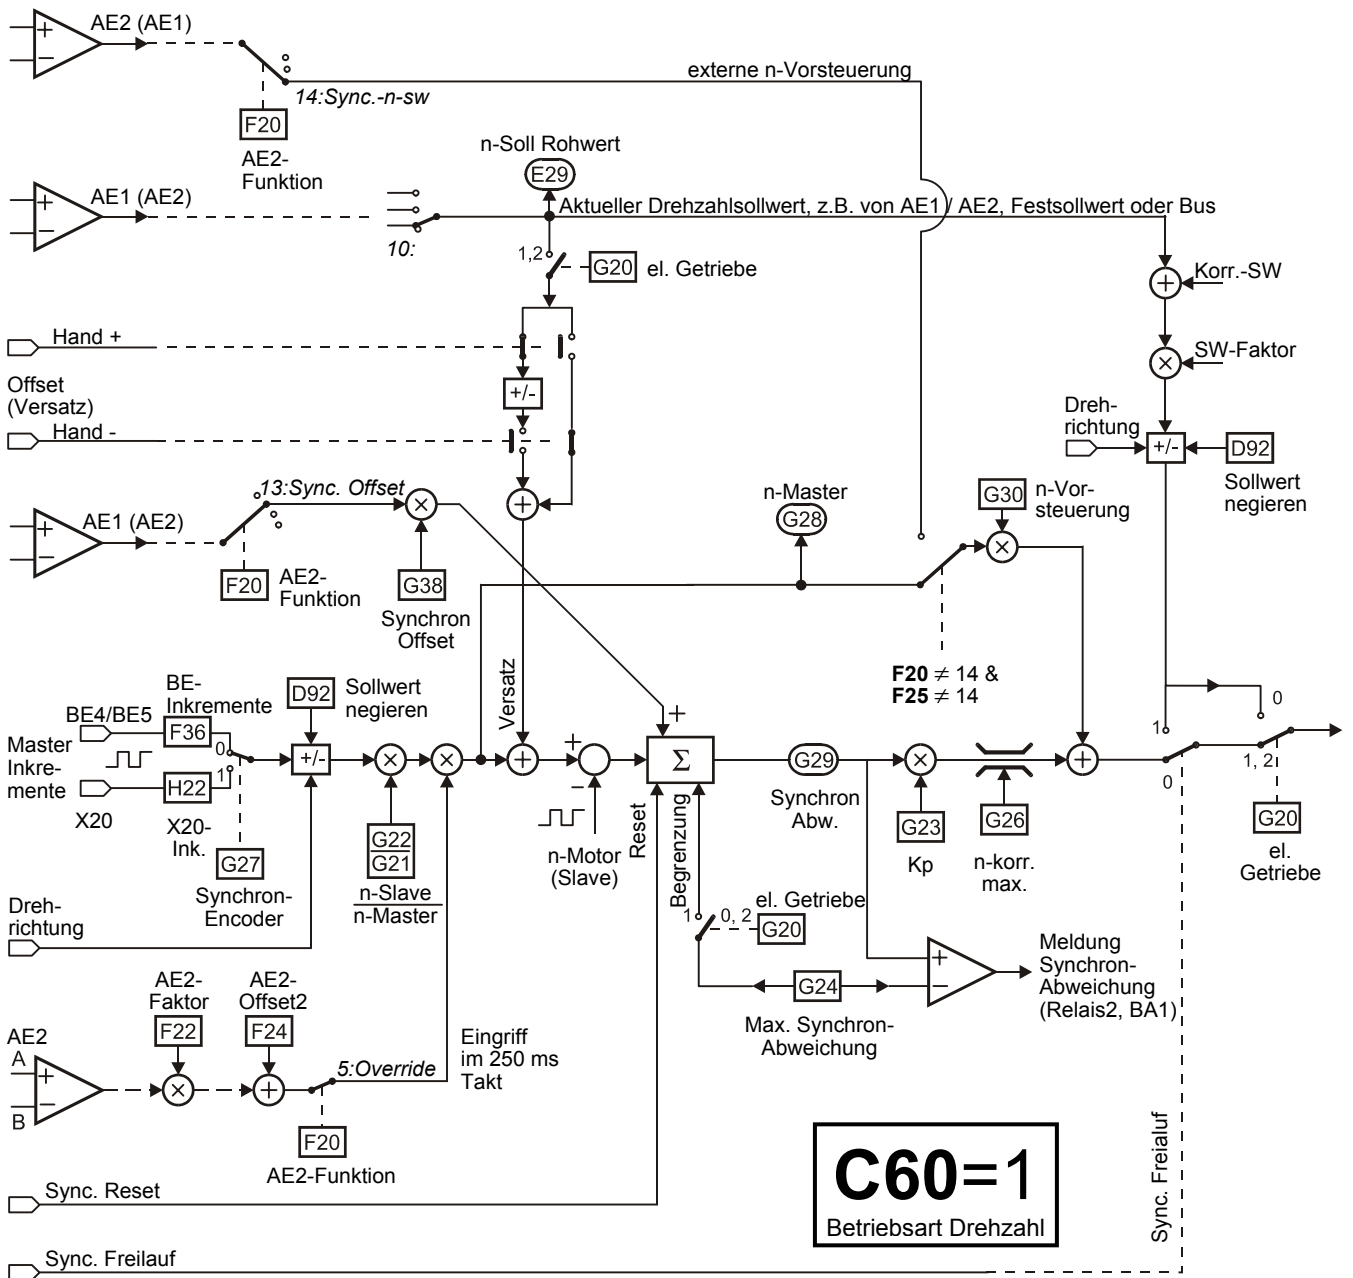 AE2 (AE1)
externe n-Vorsteuerung
14:Sync.-n-sw
F20
AE2-
Funktion
n-Soll Rohwert
E29
AE1 (AE2)
Aktueller Drehzahlsollwert, z.B. von AE1 / AE2, Festsollwert oder Bus
10:
1,2
G20
el. Getriebe
+
Korr.-SW
×
SW-Faktor
Hand +
+/-
Offset
(Versatz)
Hand -
Dreh-
richtung
+/-
D92
Sollwert
negieren
13:Sync. Offset
×
+
n-Master
G28
G30
n-Vor-
steuerung
×
AE1 (AE2)
F20
AE2-
Funktion
G38
Synchron
Offset
F20 ≠ 14 &
F25 ≠ 14
Versatz
BE-
Inkremente
D92
Sollwert
negieren
BE4/BE5
F36
0
Master
Inkre-
mente
1
H22
X20
X20-
Ink.
G27
Synchron-
Encoder
+/-
×
×
+
G22
G21
n-Slave
n-Master
+
−
n-Motor
(Slave)
+
Σ
Reset
Begrenzung
G29
Synchron
Abw.
×
G23
Kp
G26
n-korr.
max.
+
1
0
0
1, 2
G20
el.
Getriebe
Dreh-
richtung
1
0, 2
el. Getriebe
G20
G24
Max. Synchron-
Abweichung
+
−
Meldung
Synchron-
Abweichung
(Relais2, BA1)
AE2-
Faktor
F22
AE2-
Offset2
F24
AE2
A
+
−
B
×
+
5:Override
Eingriff
im 250 ms
Takt
F20
AE2-Funktion
C60=1
Betriebsart Drehzahl
Sync. Freialuf
Sync. Reset
Sync. Freilauf